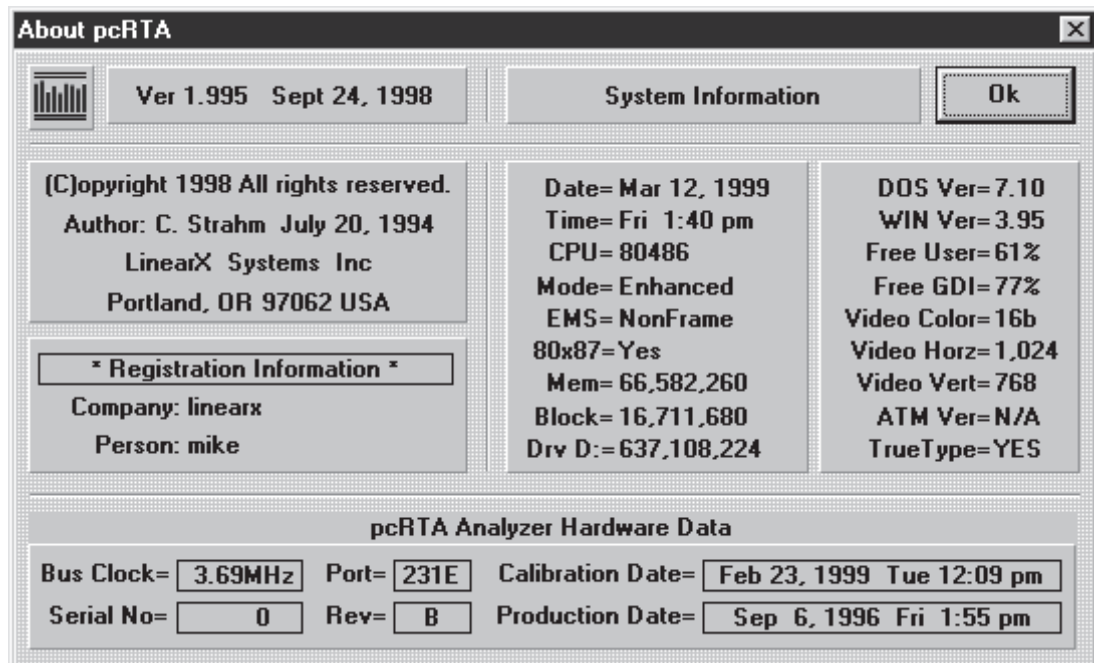 About pcRTA
Ver 1.995 Sept 24, 1998
System Information
Ok
(C)opyright 1998 All rights reserved.
Author: C. Strahm July 20, 1994
LinearX Systems Inc
Portland, OR 97062 USA
* Registration Information *
Company: linearx
Person: mike
Date= Mar 12, 1999
Time= Fri 1:40 pm
CPU= 80486
Mode= Enhanced
EMS= NonFrame
80x87= Yes
Mem= 66,582,260
Block= 16,711,680
Drv D:= 637,108,224
DOS Ver= 7.10
WIN Ver= 3.95
Free User= 61%
Free GDI= 77%
Video Color= 16b
Video Horz= 1,024
Video Vert= 768
ATM Ver= N/A
TrueType= YES
pcRTA Analyzer Hardware Data
Bus Clock= 3.69MHz Port= 231E Calibration Date= Feb 23, 1999 Tue 12:09 pm
Serial No= 0 Rev= B Production Date= Sep 6, 1996 Fri 1:55 pm